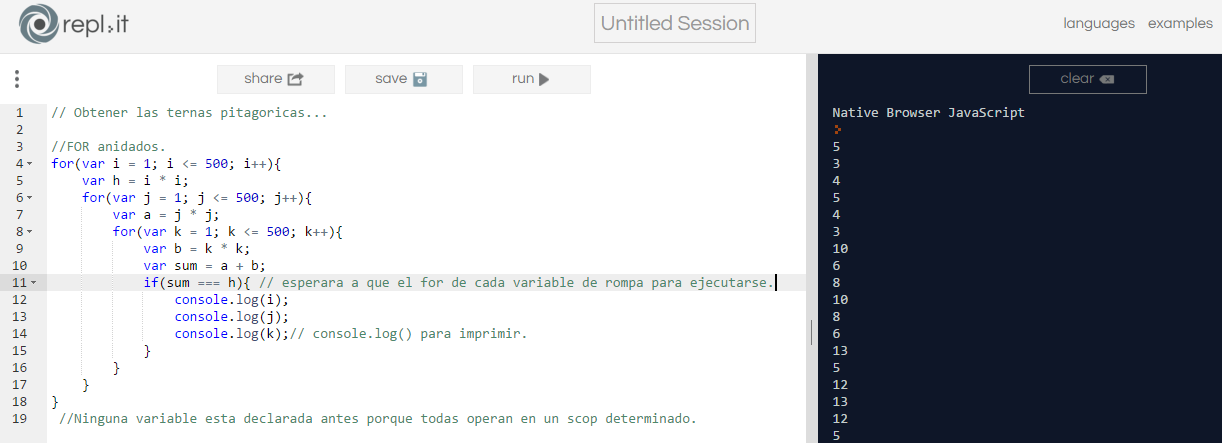 repl.it
Untitled Session
languages examples
share save run
clear
1 // Obtener las ternas pitagoricas...
2
3 //FOR anidados.
4 for(var i = 1; i <= 500; i++){
5 var h = i * i;
6 for(var j = 1; j <= 500; j++){
7 var a = j * j;
8 for(var k = 1; k <= 500; k++){
9 var b = k * k;
10 var sum = a + b;
11 if(sum === h){ // esperara a que el for de cada variable de rompa para ejecutarse.
12 console.log(i);
13 console.log(j);
14 console.log(k);// console.log() para imprimir.
15 }
16 }
17 }
18 }
19 //Ninguna variable esta declarada antes porque todas operan en un scop determinado.
Native Browser JavaScript
5
3
4
5
4
3
10
6
8
10
8
6
13
5
12
13
12
5